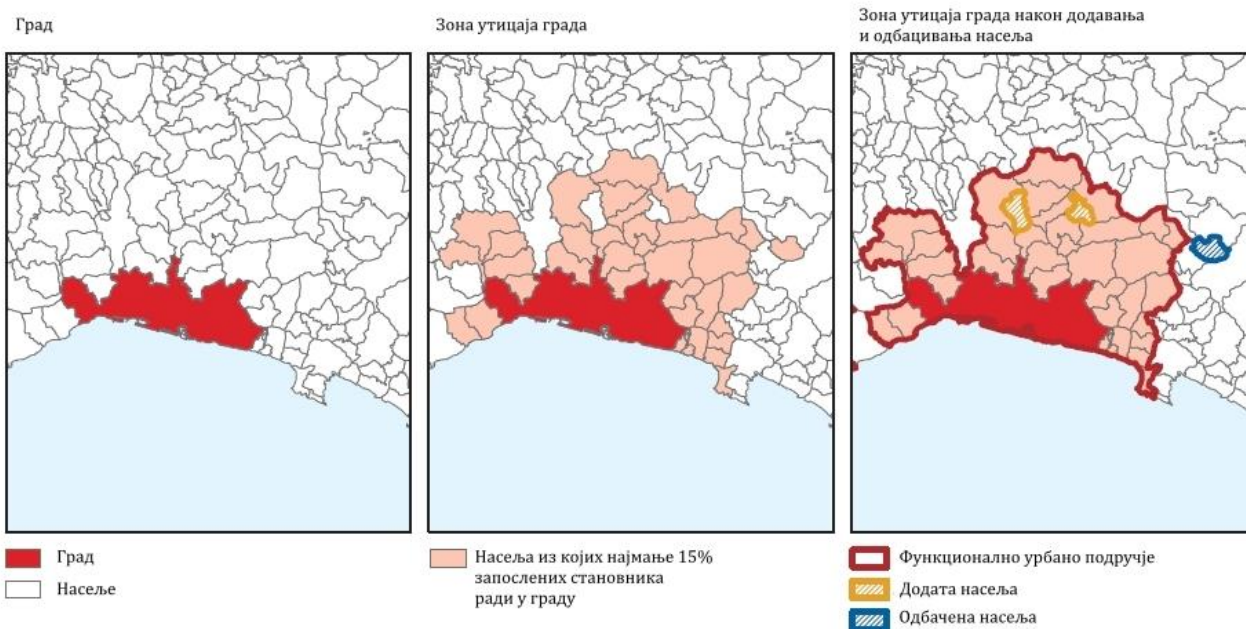 Град
Зона утицаја града
Зона утицаја града након додавања
и одбацивања насеља
Град
Насеље
Насеља из којих најмање 15%
запослених становника
ради у граду
Функционално урбано подручје
Додата насеља
Одбачена насеља